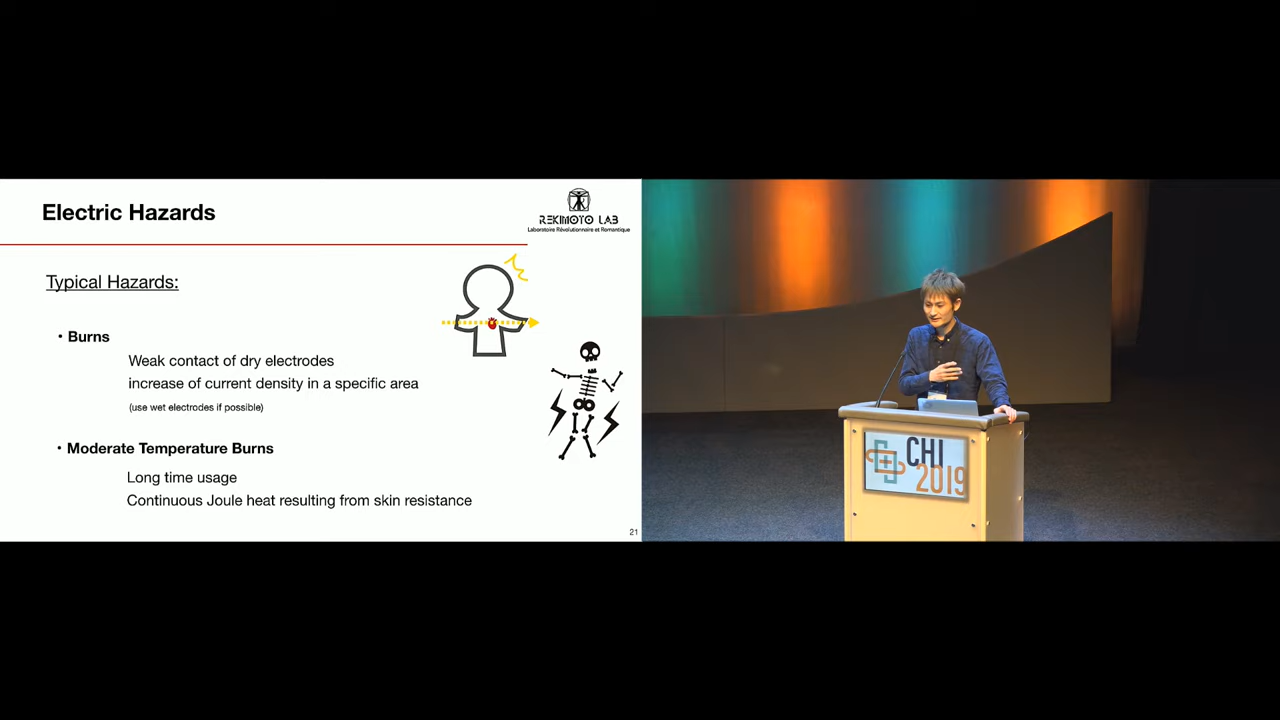 Electric Hazards
REKIMOTO LAB
Laboratoire Révolutionnaire et Romantique
Typical Hazards:
• Burns
Weak contact of dry electrodes
increase of current density in a specific area
(use wet electrodes if possible)
• Moderate Temperature Burns
Long time usage
Continuous Joule heat resulting from skin resistance
21
CHI
2019